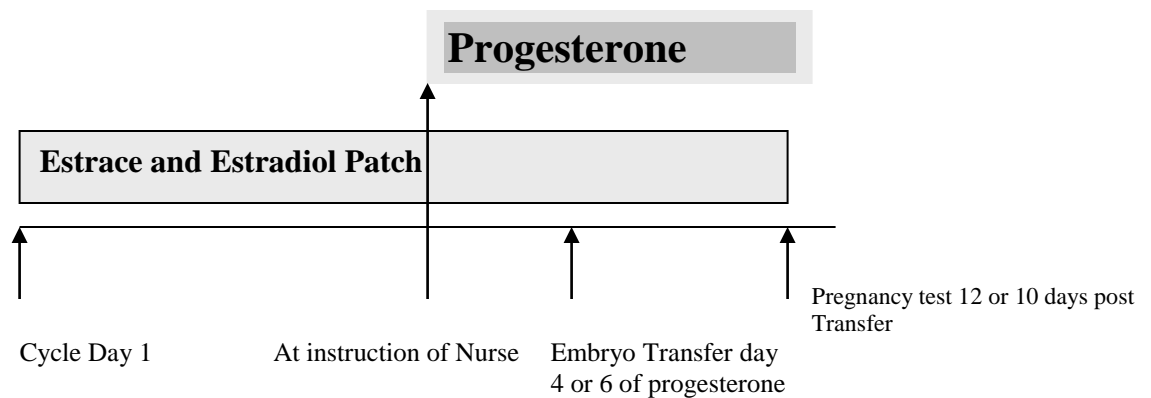 Progesterone
Estrace and Estradiol Patch
Pregnancy test 12 or 10 days post
Transfer
Cycle Day 1
At instruction of Nurse
Embryo Transfer day
4 or 6 of progesterone